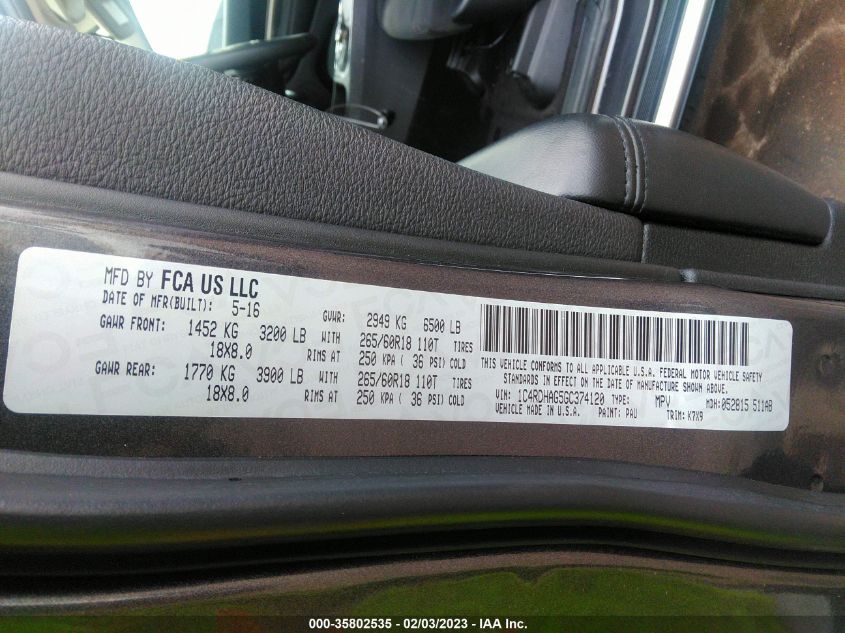 MFD BY FCA US LLC
DATE OF MFR(BUILT): 5-16 GVWR: 2949 KG 6500 LB
GAWR FRONT: 1452 KG 3200 LB WITH 265/60R18 110T TIRES
18X8.0 RIMS AT 250 KPA ( 36 PSI) COLD
GAWR REAR: 1770 KG 3900 LB WITH 265/60R18 110T TIRES
18X8.0 RIMS AT 250 KPA ( 36 PSI) COLD
THIS VEHICLE CONFORMS TO ALL APPLICABLE U.S.A. FEDERAL MOTOR VEHICLE SAFETY
STANDARDS IN EFFECT ON THE DATE OF MANUFACTURE SHOWN ABOVE.
VIN: 1C4RDHAG5GC374120 TYPE: MPV MDH: 052815 511AB
MADE IN U.S.A. PAINT: PAU TRIM: K7X9
000-35802535 - 02/03/2023 - IAA Inc.